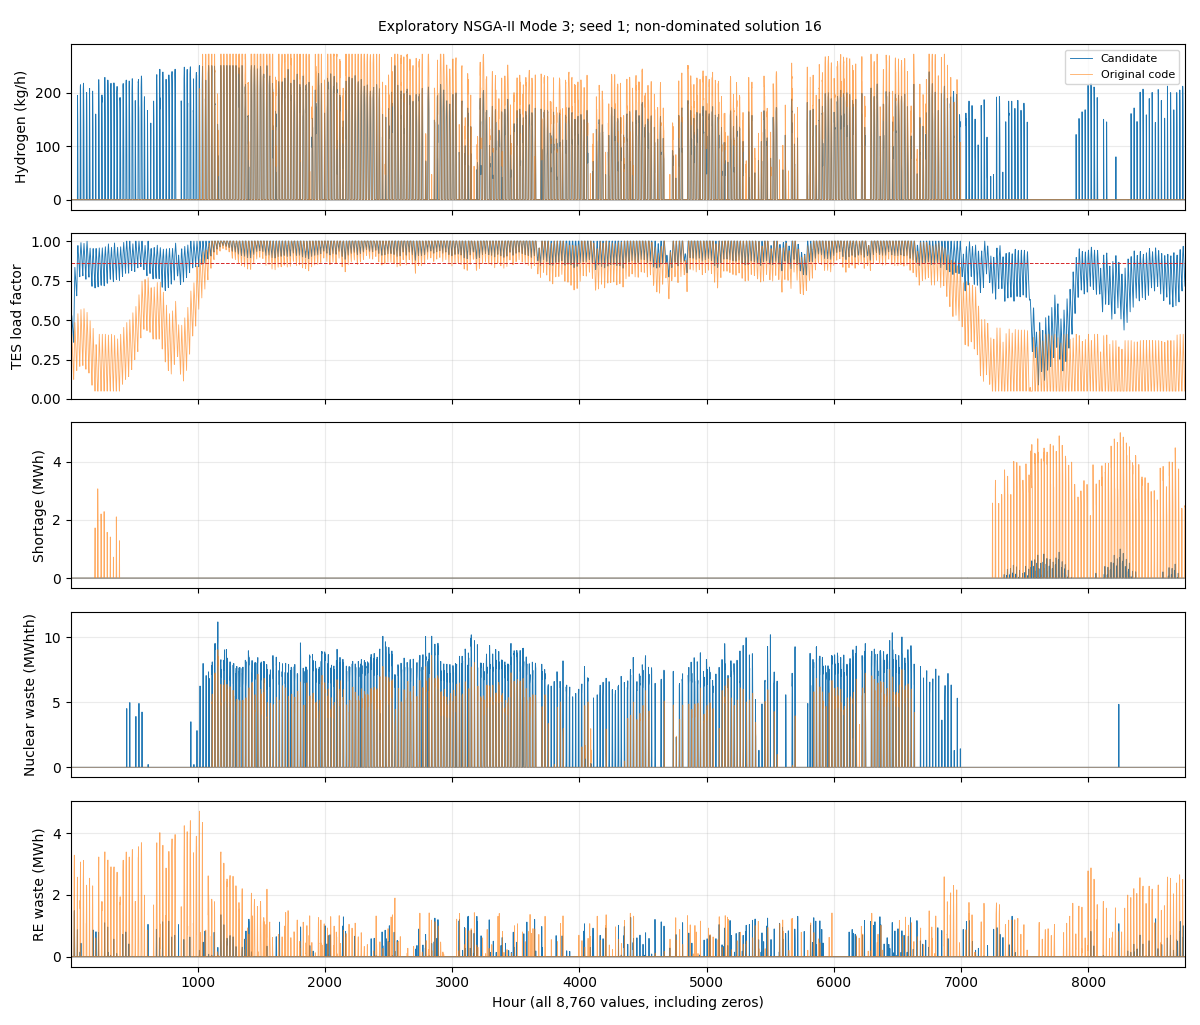 Exploratory NSGA-II Mode 3; seed 1; non-dominated solution 16
Hydrogen (kg/h)
200
100
0
Candidate
Original code
TES load factor
1.00
0.75
0.50
0.25
0.00
Shortage (MWh)
4
2
0
Nuclear waste (MWhth)
10
5
0
RE waste (MWh)
4
2
0
1000 2000 3000 4000 5000 6000 7000 8000
Hour (all 8,760 values, including zeros)